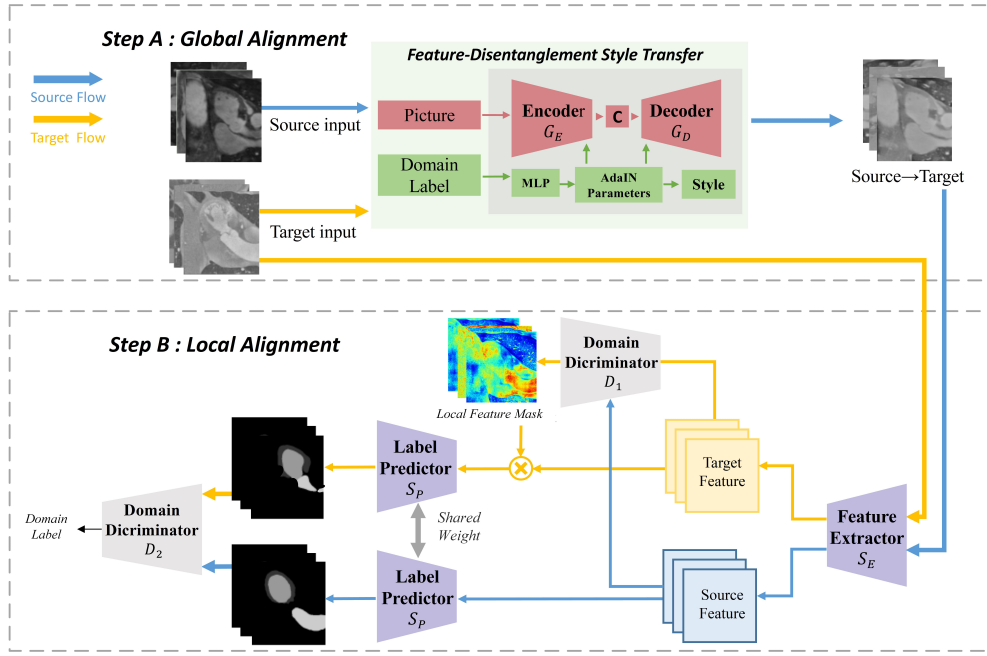 Step A : Global Alignment
Source Flow
Target Flow
Source input
Target input
Feature-Disentanglement Style Transfer
Picture
Domain
Label
Encoder
G_E
C
Decoder
G_D
MLP
AdaIN
Parameters
Style
Source→Target
Step B : Local Alignment
Local Feature Mask
Domain
Dicriminator
D_1
Target
Feature
Label
Predictor
S_P
Shared
Weight
Label
Predictor
S_P
Source
Feature
Feature
Extractor
S_E
Domain
Dicriminator
D_2
Domain
Label